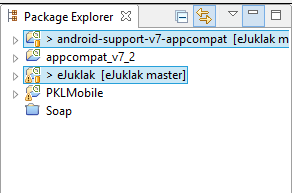 Package Explorer
> android-support-v7-appcompat [eJuklak m
appcompat_v7_2
> eJuklak [eJuklak master]
PKLMobile
Soap